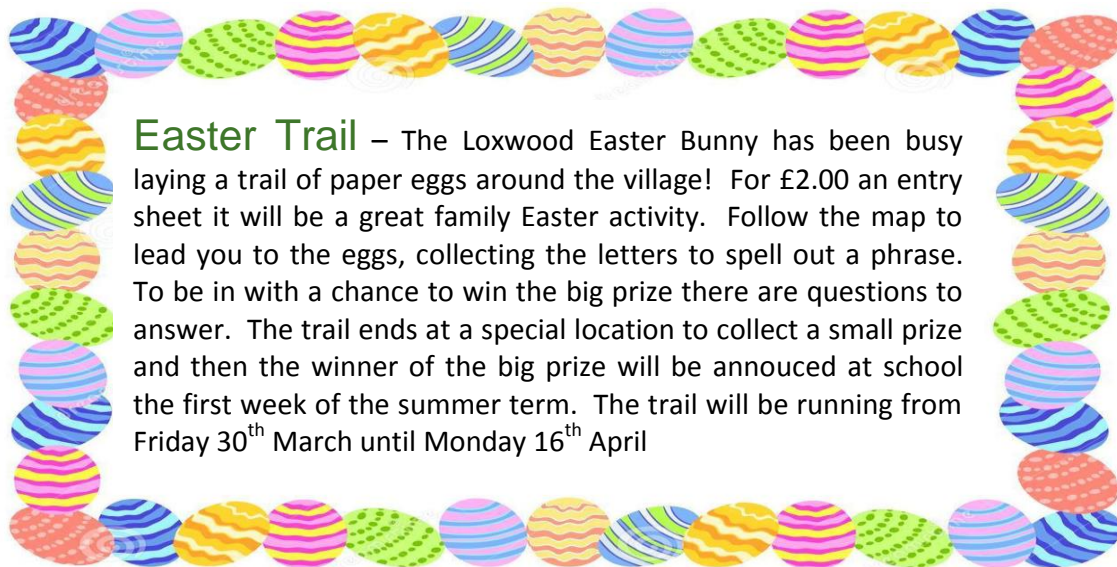 Easter Trail – The Loxwood Easter Bunny has been busy
laying a trail of paper eggs around the village! For £2.00 an entry
sheet it will be a great family Easter activity. Follow the map to
lead you to the eggs, collecting the letters to spell out a phrase.
To be in with a chance to win the big prize there are questions to
answer. The trail ends at a special location to collect a small prize
and then the winner of the big prize will be annouced at school
the first week of the summer term. The trail will be running from
Friday 30th March until Monday 16th April